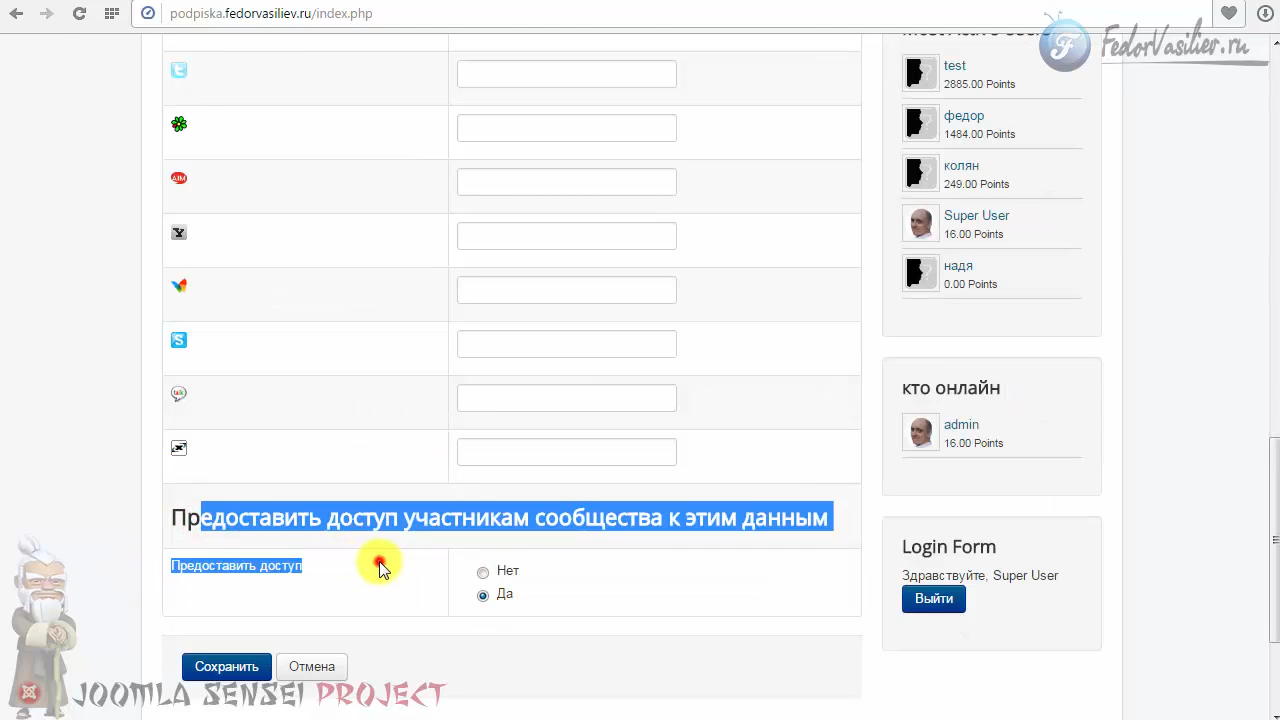 podpiska.fedorvasiliev.ru/index.php
FedorVasiliev.ru
test
2885.00 Points
федор
1484.00 Points
колян
249.00 Points
Super User
16.00 Points
надя
0.00 Points
кто онлайн
admin
16.00 Points
Предоставить доступ участникам сообщества к этим данным
Предоставить доступ
Нет
Да
Login Form
Здравствуйте, Super User
Выйти
Сохранить
Отмена
JOOMLA SENSEI PROJECT